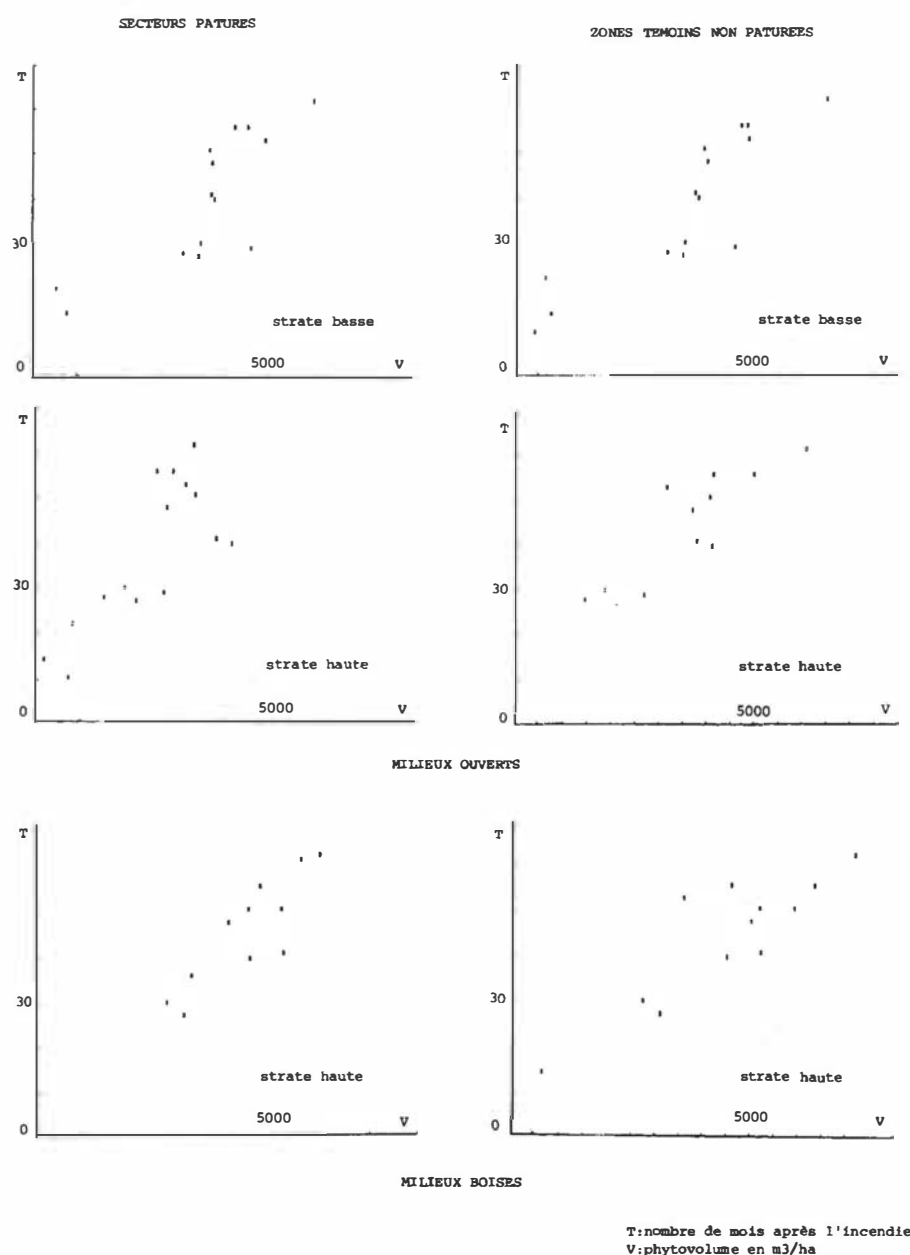 SECTEURS PATURES
ZONES TEMOINS NON PATUREES
T
30
0
strate basse
5000
V
T
30
0
strate basse
5000
V
T
30
0
strate haute
5000
V
T
30
0
strate haute
5000
V
MILIEUX OUVERTS
T
30
0
strate haute
5000
V
T
30
0
strate haute
5000
V
MILIEUX BOISES
T:nombre de mois après l'incendie
V:phytovolume en m3/ha